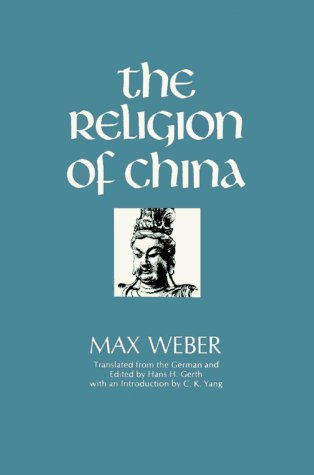 the
Religion
of China
MAX WEBER
Translated from the German and
Edited by Hans H. Gerth
with an Introduction by C. K. Yang